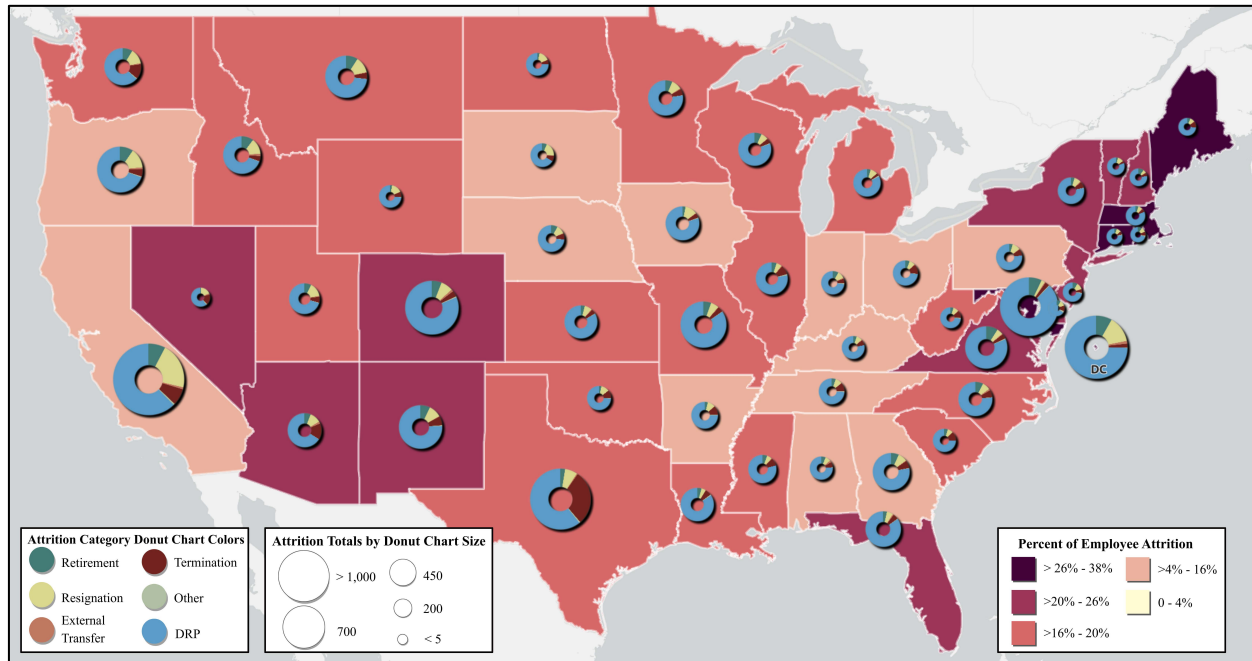 DC
Attrition Category Donut Chart Colors
Retirement
Termination
Resignation
Other
External
Transfer
DRP
Attrition Totals by Donut Chart Size
> 1,000
450
200
700
< 5
Percent of Employee Attrition
> 26% - 38%
>4% - 16%
>20% - 26%
0 - 4%
>16% - 20%